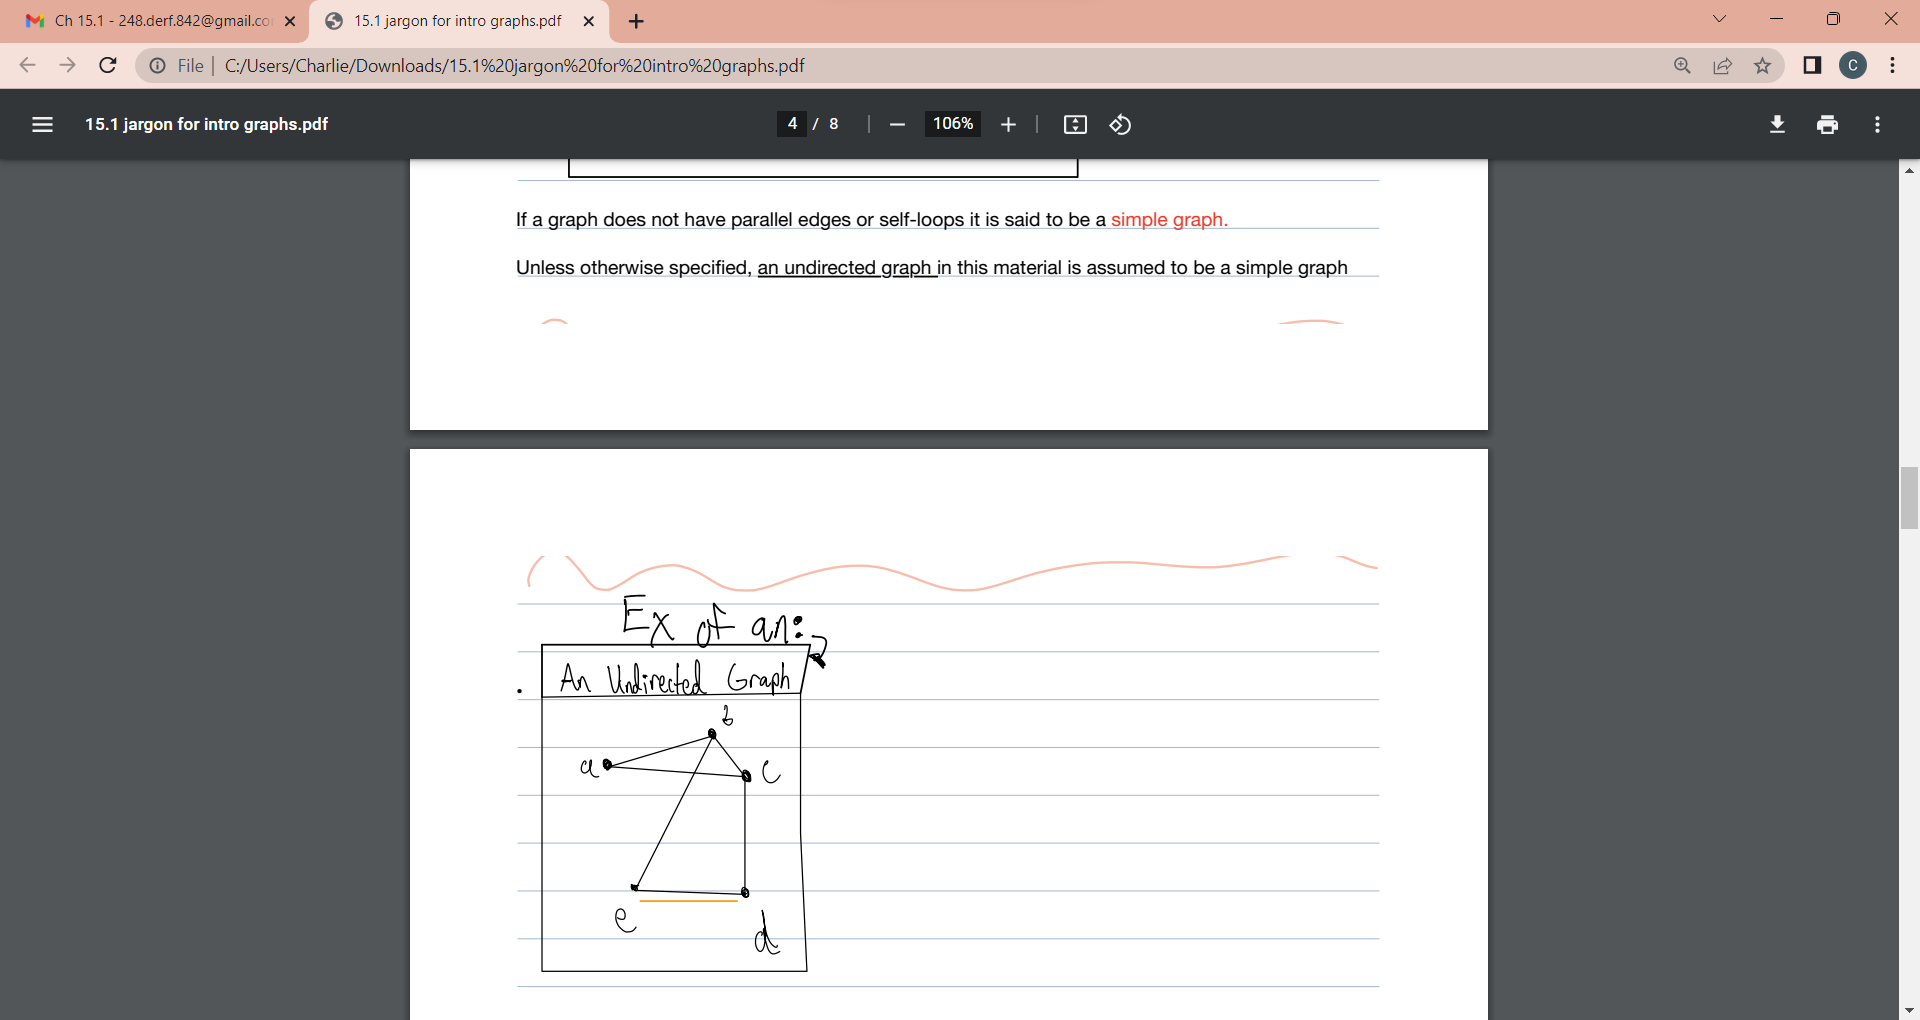 Ch 15.1 - 248.derf.842@gmail.co
15.1 jargon for intro graphs.pdf
File | C:/Users/Charlie/Downloads/15.1%20jargon%20for%20intro%20graphs.pdf
C
15.1 jargon for intro graphs.pdf
4 / 8
106%
If a graph does not have parallel edges or self-loops it is said to be a simple graph.
Unless otherwise specified, an undirected graph in this material is assumed to be a simple graph
Ex of an:
An Undirected Graph
b
a
c
e
d